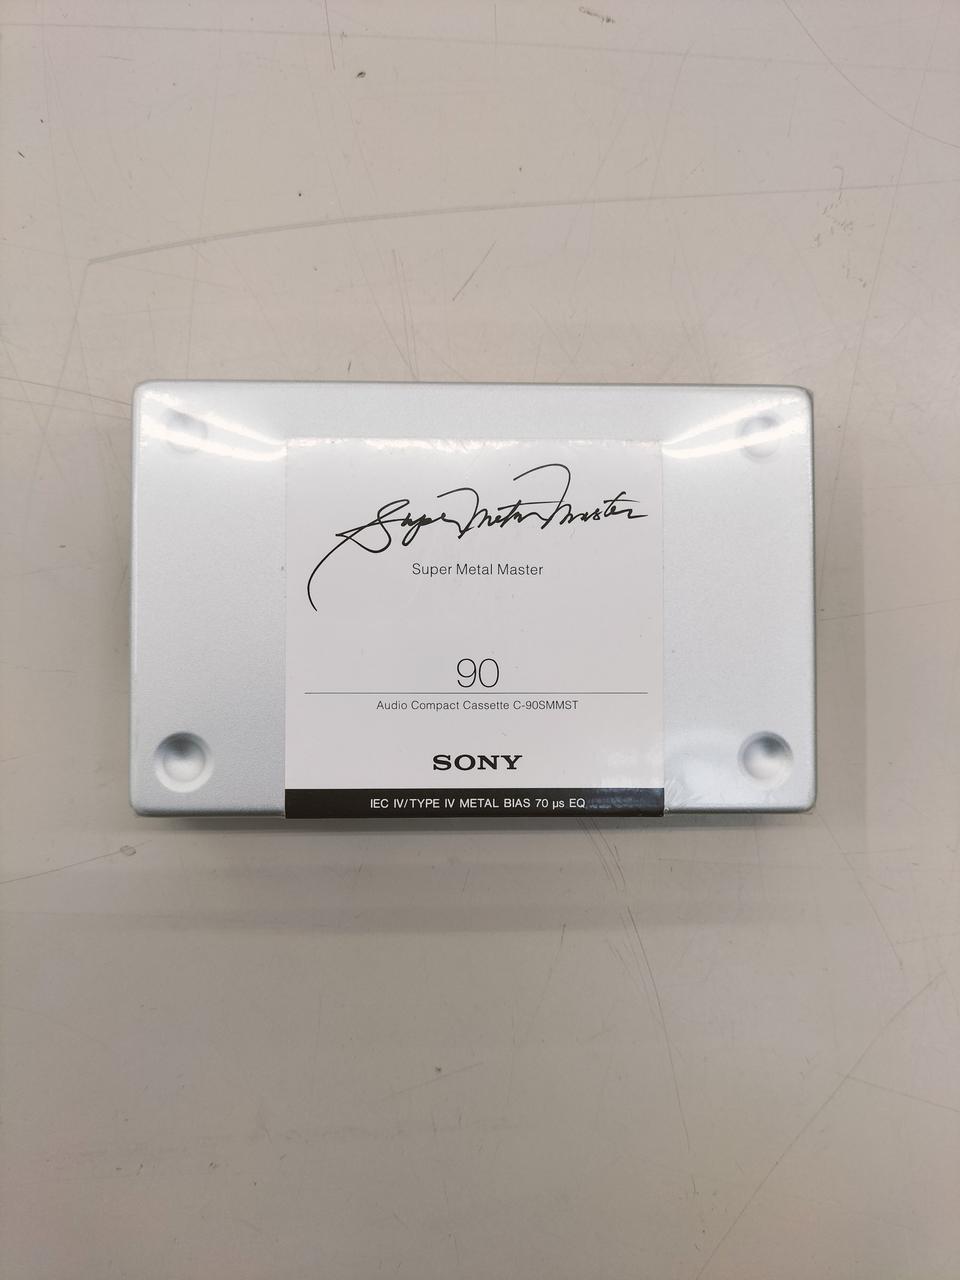 Super Metal Master
Super Metal Master
90
Audio Compact Cassette C-90SMMST
SONY
IEC IV/TYPE IV METAL BIAS 70 µs EQ